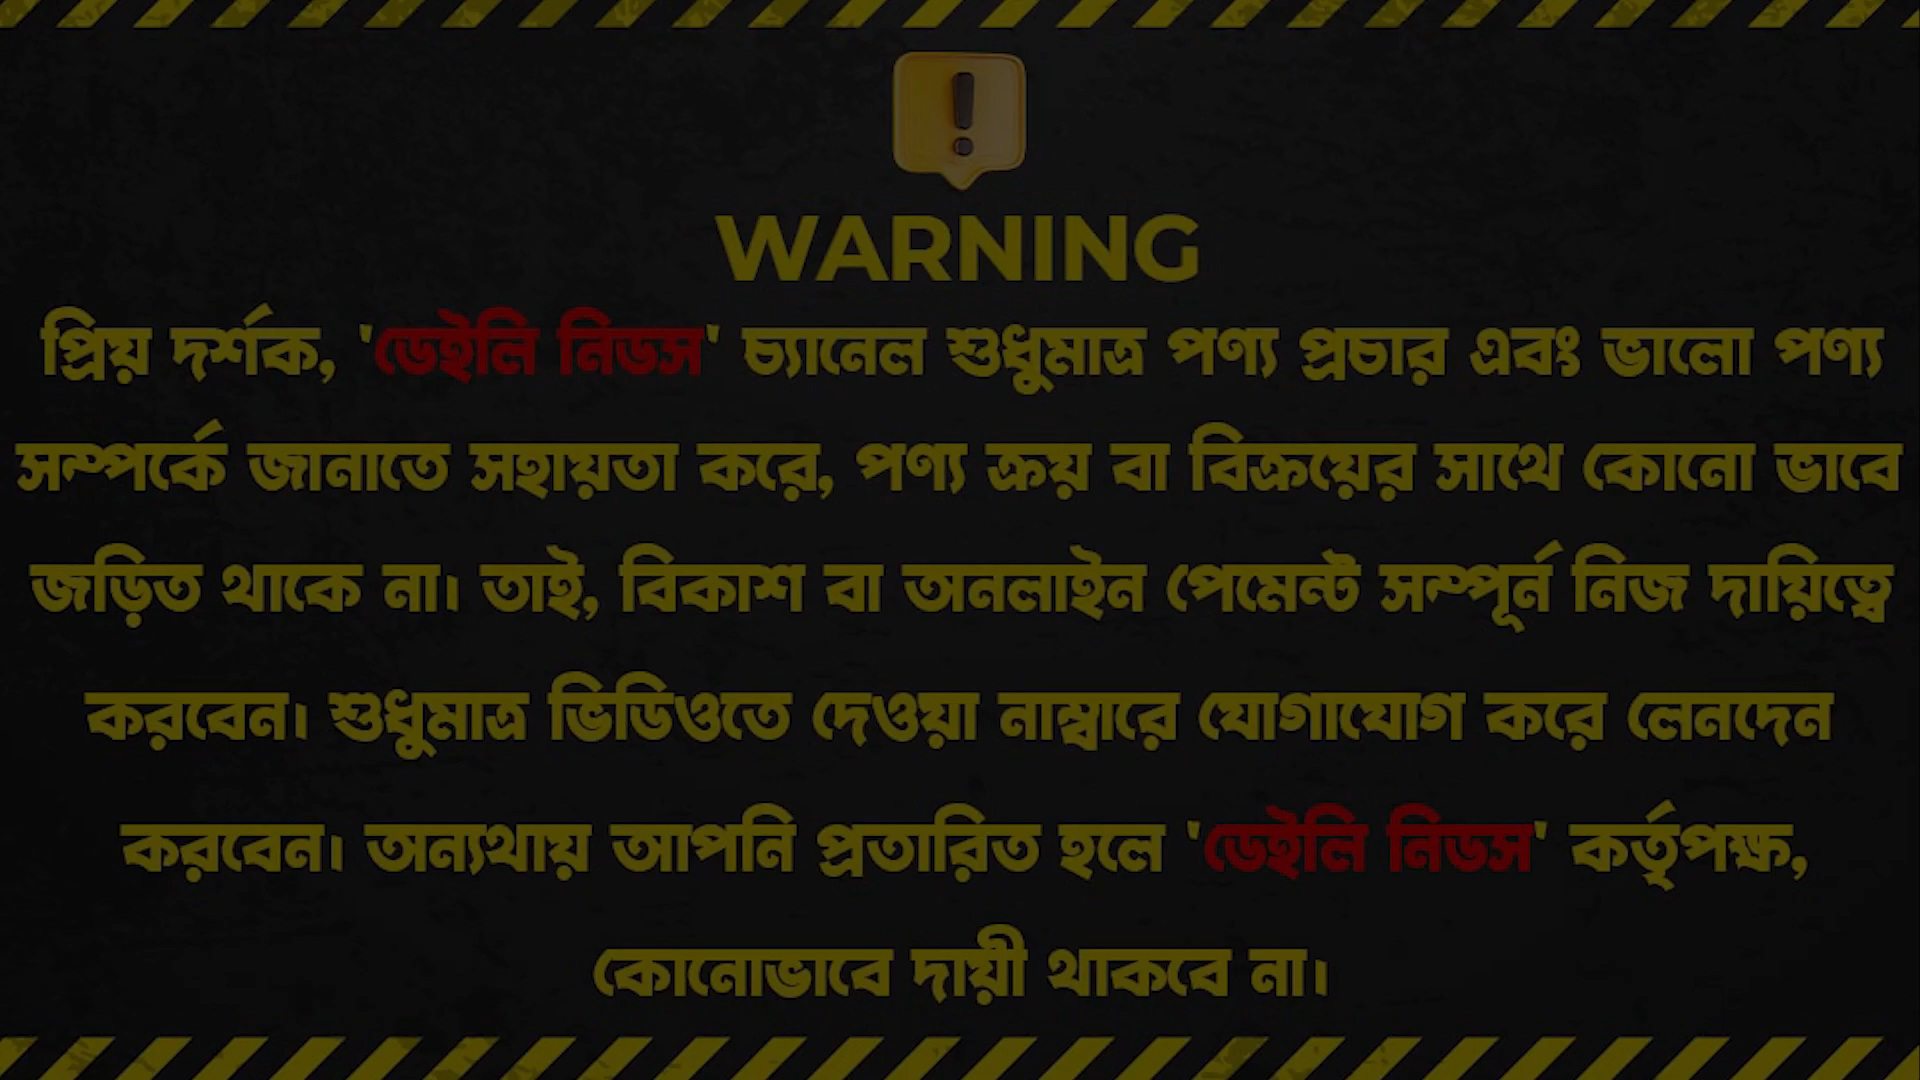 WARNING
প্রিয় দর্শক, 'ডেইলি নিডস' চ্যানেল শুধুমাত্র পণ্য প্রচার এবং ভালো পণ্য
সম্পর্কে জানাতে সহায়তা করে, পণ্য ক্রয় বা বিক্রয়ের সাথে কোনো ভাবে
জড়িত থাকে না। তাই, বিকাশ বা অনলাইন পেমেন্ট সম্পূর্ন নিজ দায়িত্বে
করবেন। শুধুমাত্র ভিডিওতে দেওয়া নাম্বারে যোগাযোগ করে লেনদেন
করবেন। অন্যথায় আপনি প্রতারিত হলে 'ডেইলি নিডস' কর্তৃপক্ষ,
কোনোভাবে দায়ী থাকবে না।